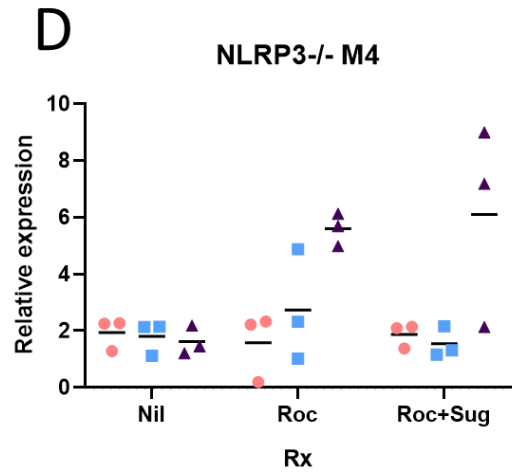 D
NLRP3-/- M4
10
8
6
4
2
0
Relative expression
Nil Roc Roc+Sug
Rx